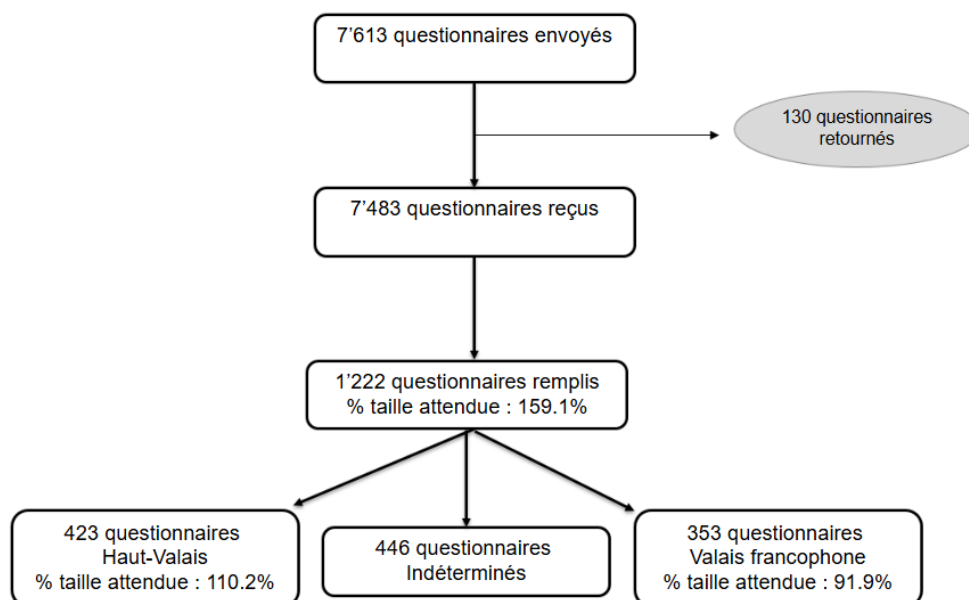 7’613 questionnaires envoyés
130 questionnaires
retournés
7’483 questionnaires reçus
1’222 questionnaires remplis
% taille attendue : 159.1%
423 questionnaires
Haut-Valais
% taille attendue : 110.2%
446 questionnaires
Indéterminés
353 questionnaires
Valais francophone
% taille attendue : 91.9%